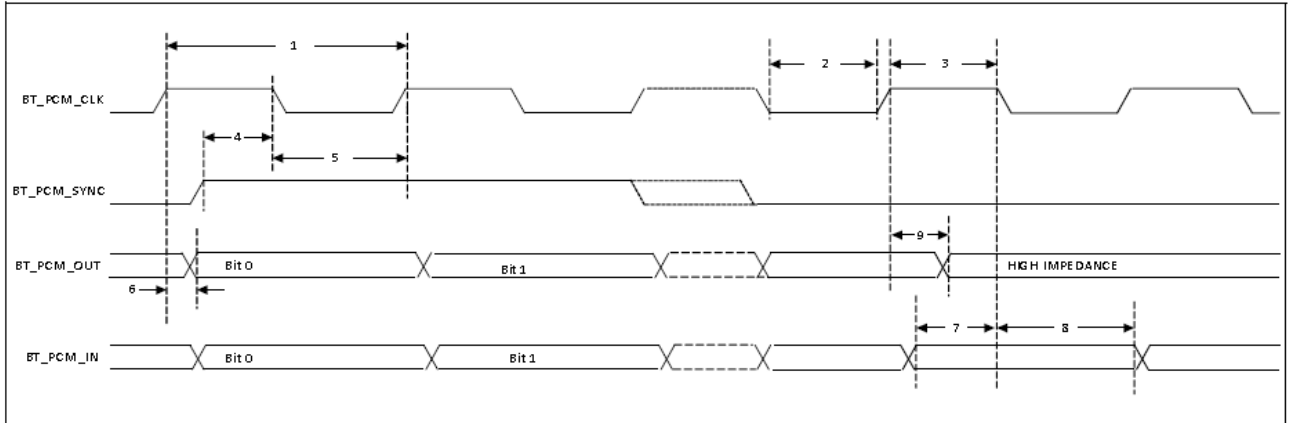 1
2
3
BT_PCM_CLK
4
5
BT_PCM_SYNC
9
BT_PCM_OUT
Bit 0
Bit 1
HIGH IMPEDANCE
6
7
8
BT_PCM_IN
Bit 0
Bit 1